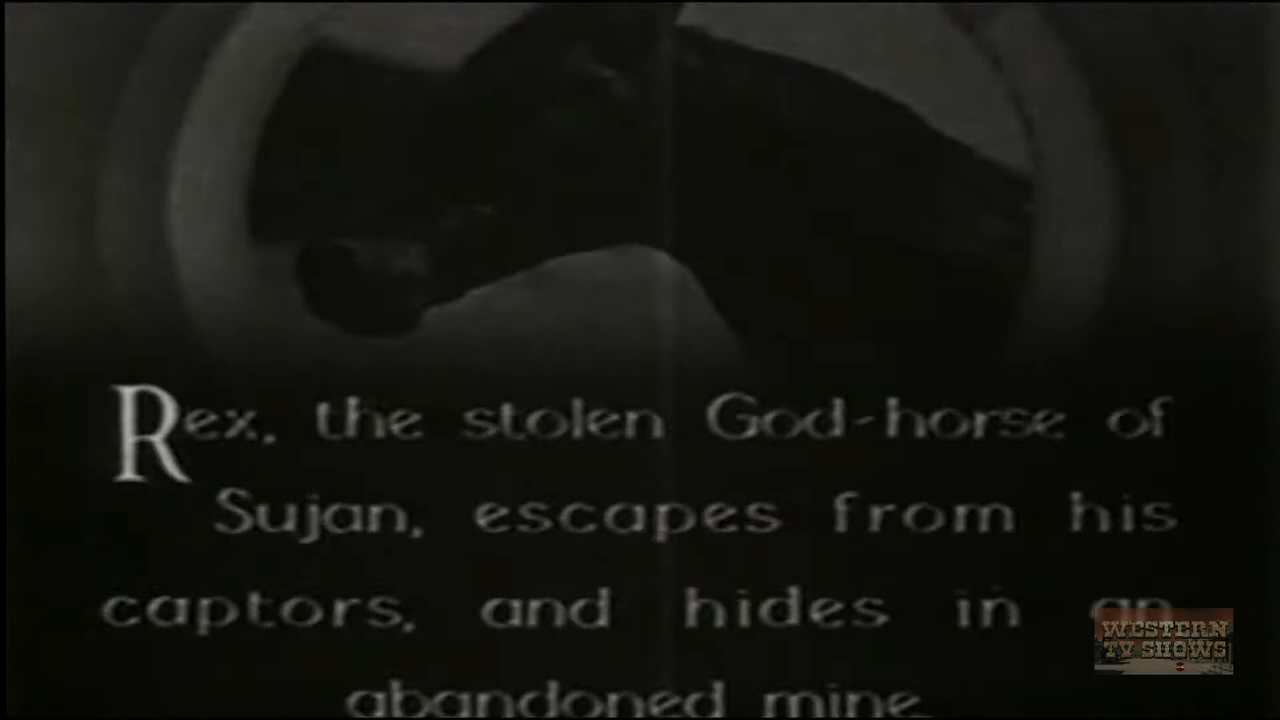 Rex, the stolen God-horse of
Sujan, escapes from his
captors, and hides in an
abandoned mine
WESTERN
TV SHOWS